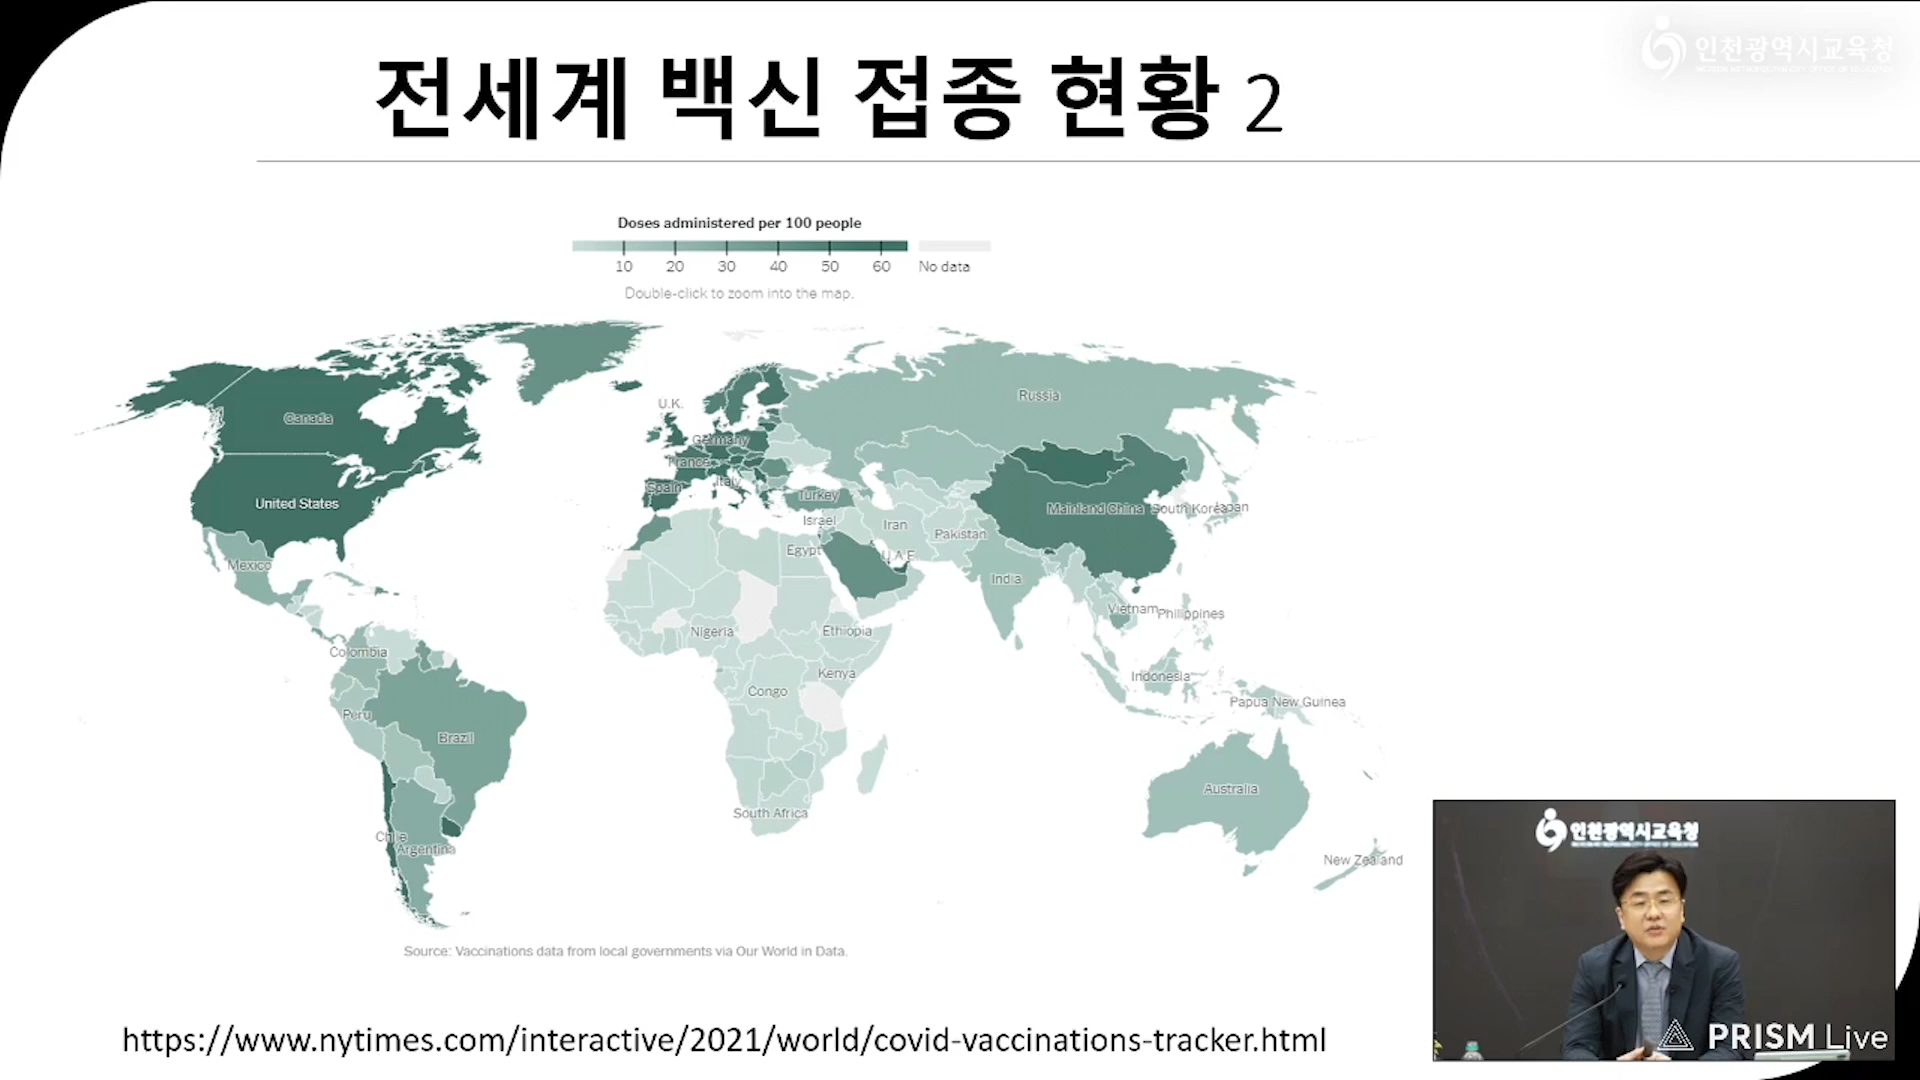 인천광역시교육청
전세계 백신 접종 현황 2
Doses administered per 100 people
10 20 30 40 50 60 No data
Double-click to zoom into the map.
Canada
United States
Mexico
Colombia
Peru
Brazil
Chile
Argentina
U.K.
Germany
France
Spain
Italy
Turkey
Israel
Egypt
Iran
U.A.E.
Pakistan
India
Russia
Mainland China
South Korea
Japan
Vietnam
Philippines
Indonesia
Papua New Guinea
Australia
New Zealand
Nigeria
Ethiopia
Kenya
Congo
South Africa
Source: Vaccinations data from local governments via Our World in Data.
https://www.nytimes.com/interactive/2021/world/covid-vaccinations-tracker.html
인천광역시교육청
PRISM Live